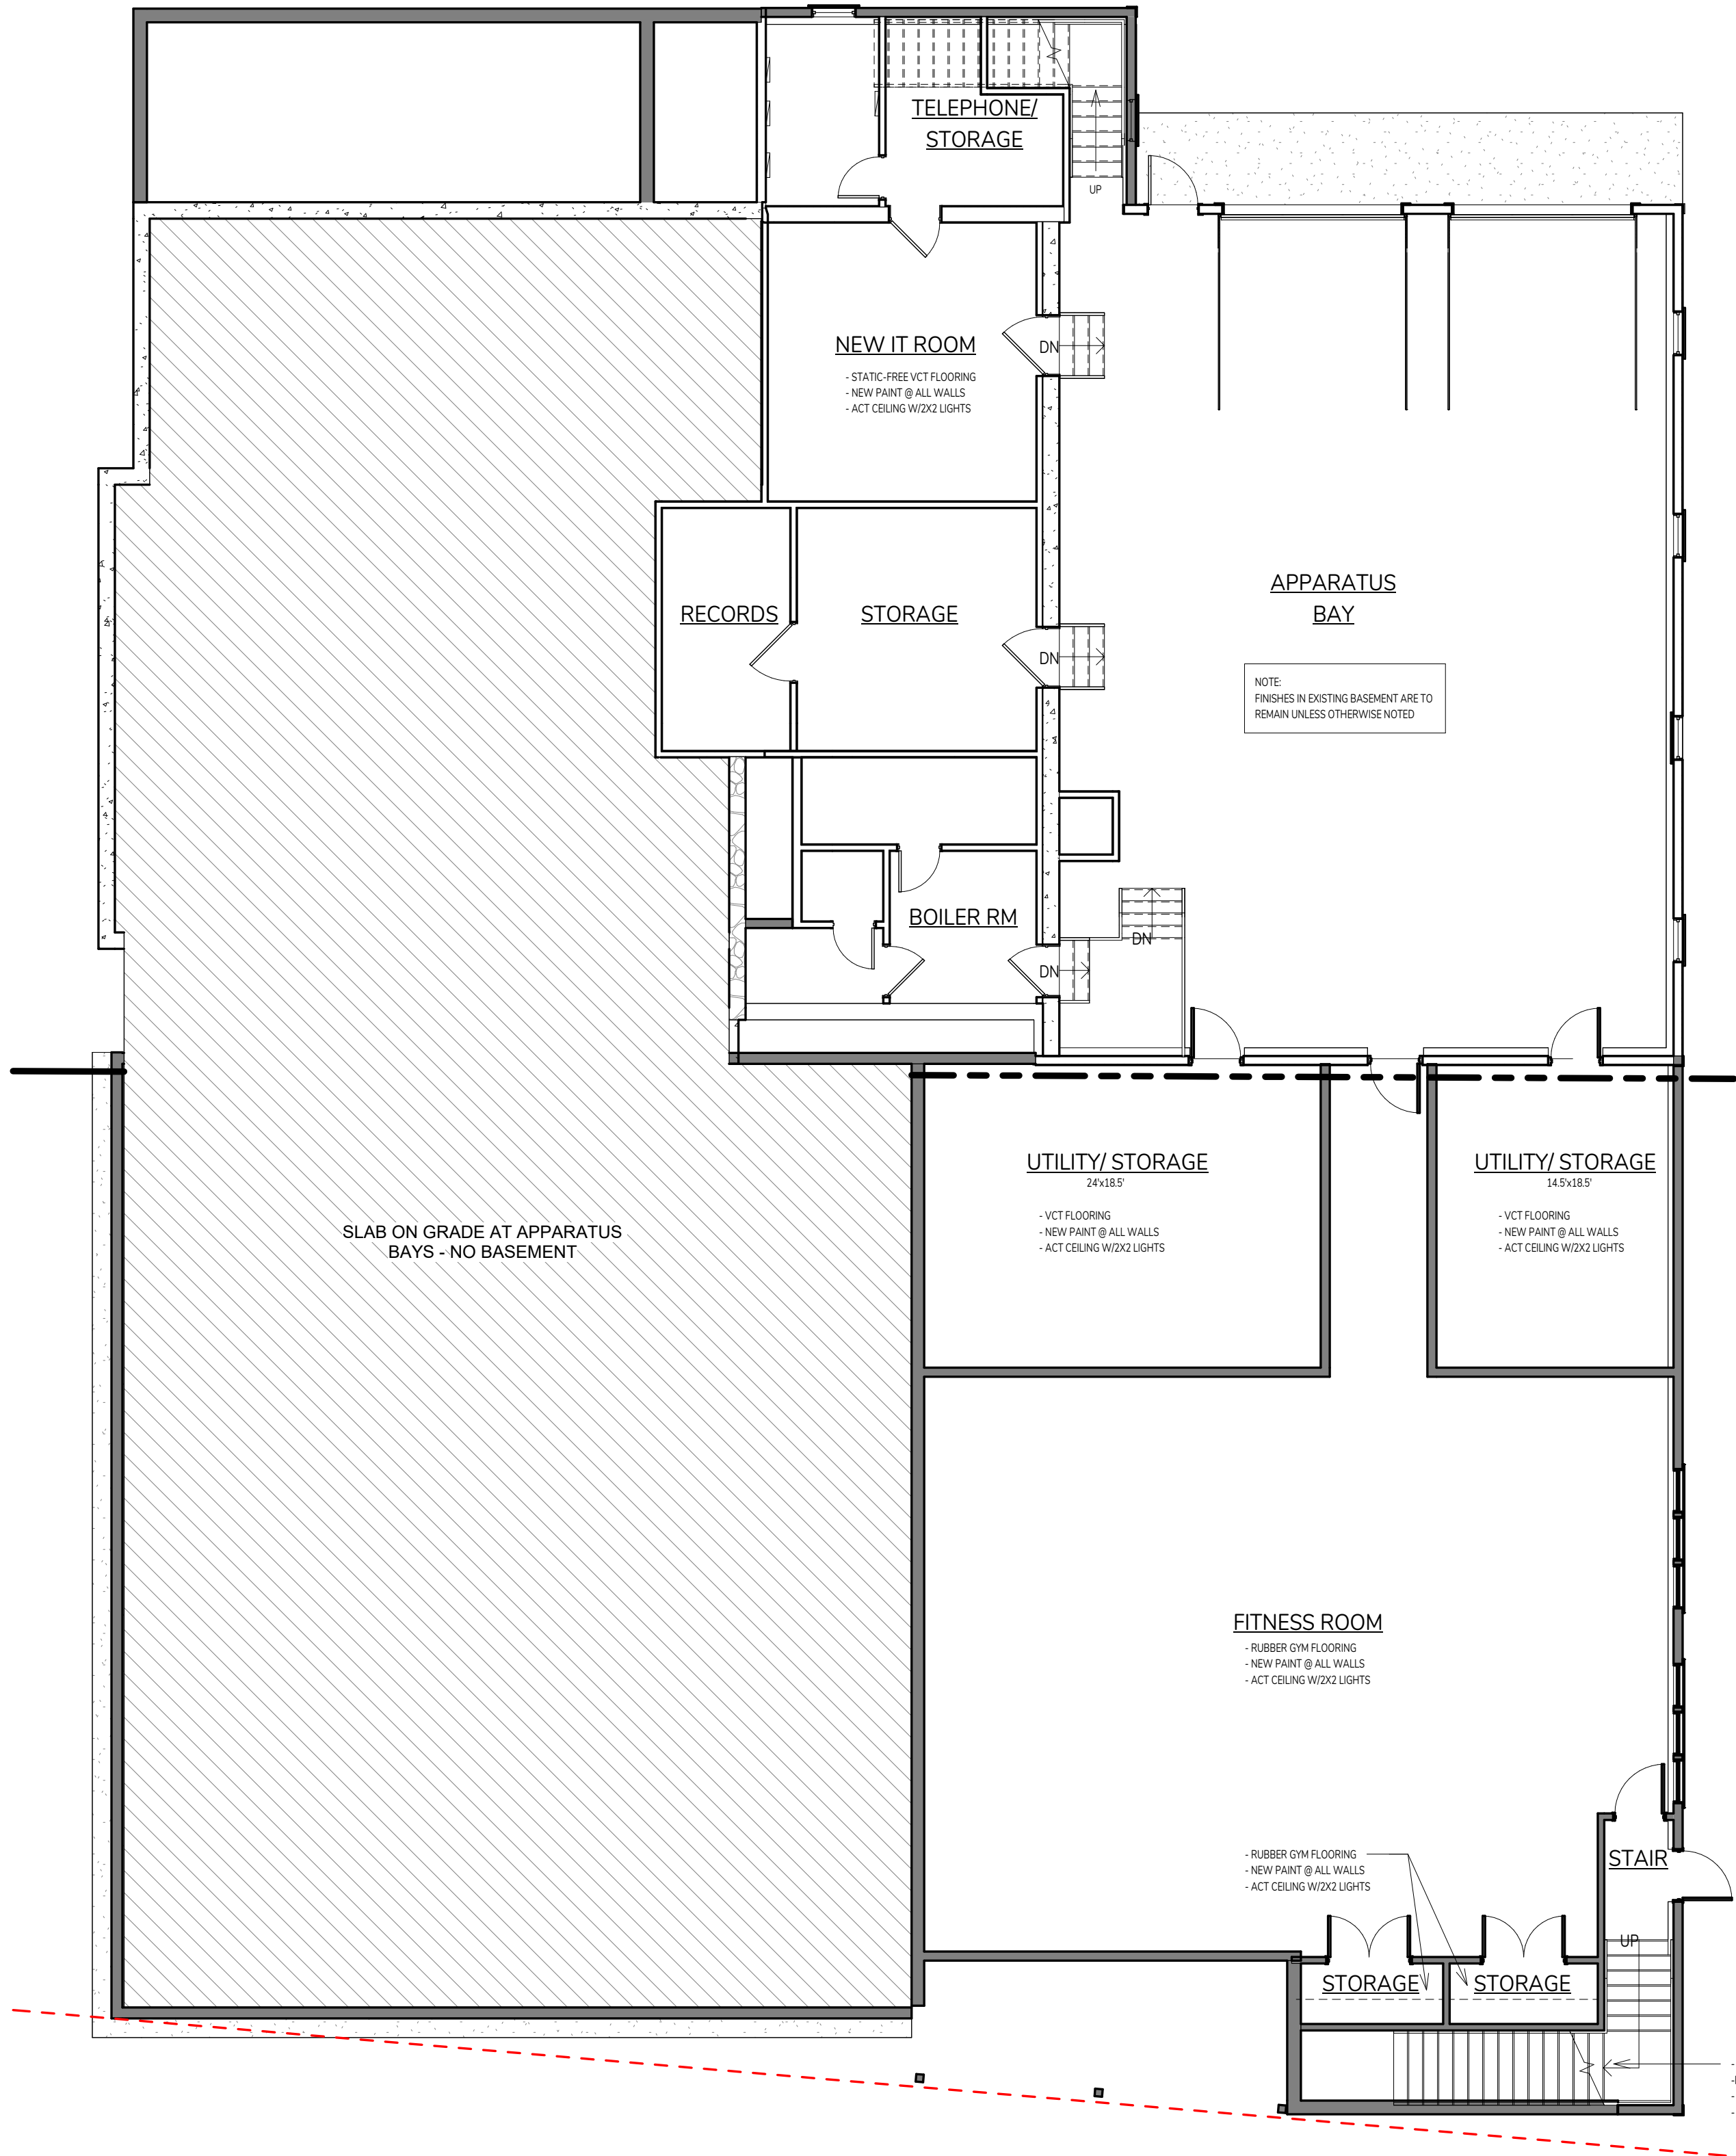 TELEPHONE/
STORAGE
UP
NEW IT ROOM
- STATIC-FREE VCT FLOORING
- NEW PAINT @ ALL WALLS
- ACT CEILING W/2X2 LIGHTS
DN
APPARATUS
BAY
RECORDS
STORAGE
DN
NOTE:
FINISHES IN EXISTING BASEMENT ARE TO
REMAIN UNLESS OTHERWISE NOTED
BOILER RM
DN
DN
UTILITY/ STORAGE
24'x18.5'
- VCT FLOORING
- NEW PAINT @ ALL WALLS
- ACT CEILING W/2X2 LIGHTS
UTILITY/ STORAGE
14.5'x18.5'
- VCT FLOORING
- NEW PAINT @ ALL WALLS
- ACT CEILING W/2X2 LIGHTS
SLAB ON GRADE AT APPARATUS
BAYS - NO BASEMENT
FITNESS ROOM
- RUBBER GYM FLOORING
- NEW PAINT @ ALL WALLS
- ACT CEILING W/2X2 LIGHTS
- RUBBER GYM FLOORING
- NEW PAINT @ ALL WALLS
- ACT CEILING W/2X2 LIGHTS
STAIR
UP
STORAGE
STORAGE